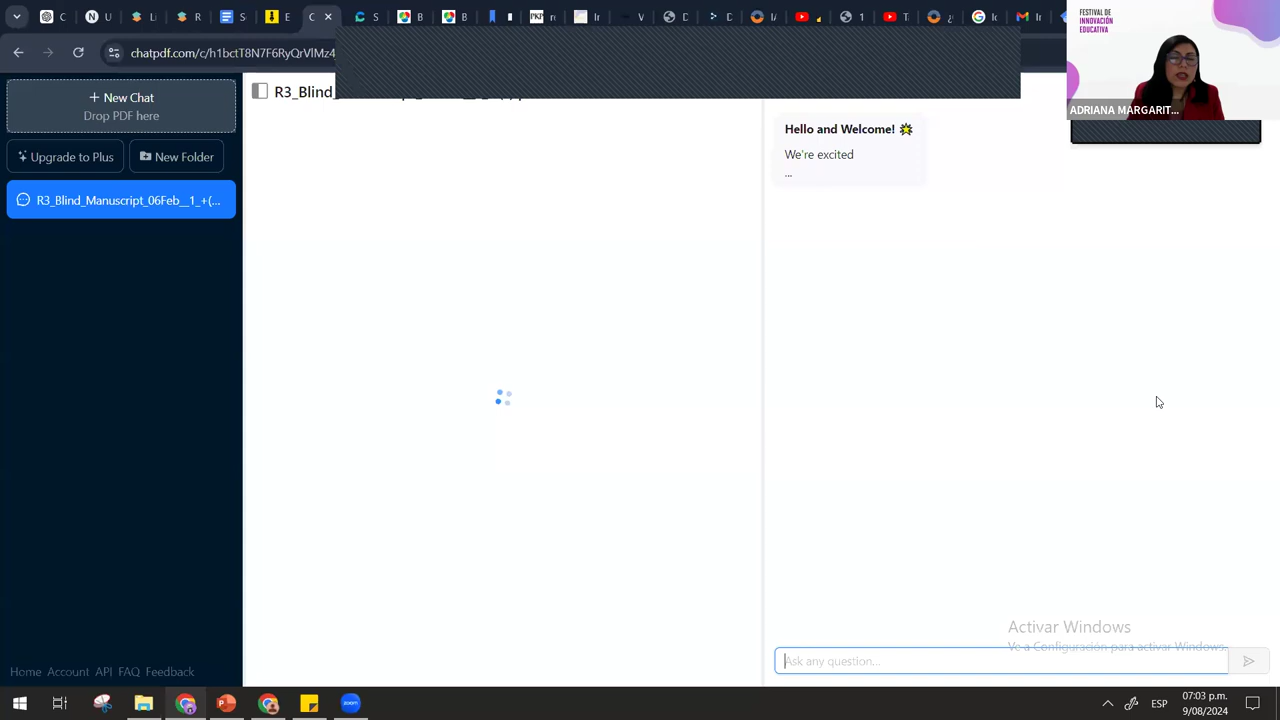 chatpdf.com/c/h1bctT8N7F6RyQrVlMz4
New Chat
Drop PDF here
Upgrade to Plus
New Folder
R3_Blind_Manuscript_06Feb__1_+(...
Home Account API FAQ Feedback
R3_Blind_
Hello and Welcome!
We're excited
...
Ask any question...
Activar Windows
Ve a Configuración para activar Windows.
FESTIVAL DE
INNOVACIÓN
EDUCATIVA
ADRIANA MARGARIT...
zoom
ESP
07:03 p.m.
9/08/2024